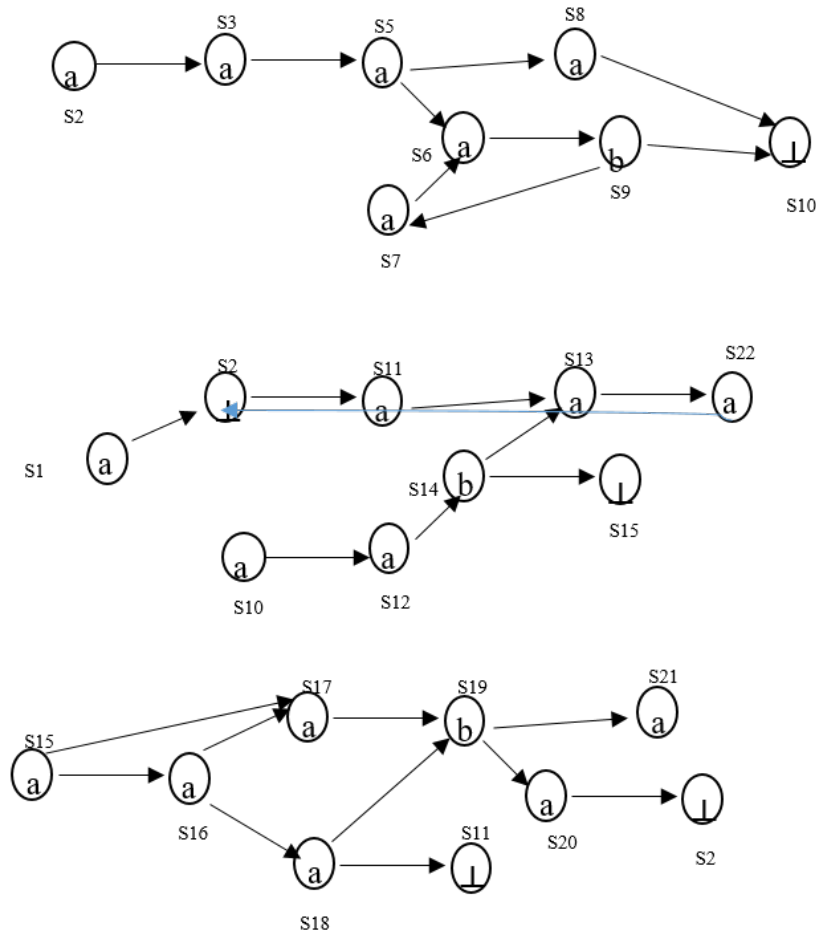 S3 S5 S8
a a a a
S2
S6 a b ⊥
S9 S10
a
S7
S2 S11 S13 S22
⊥ a a a
S1 a
S14 b ⊥
S15
a a
S10 S12
S17 S19 S21
a b a
S15
a a a ⊥
S16 S20 S2
S11
a ⊥
S18